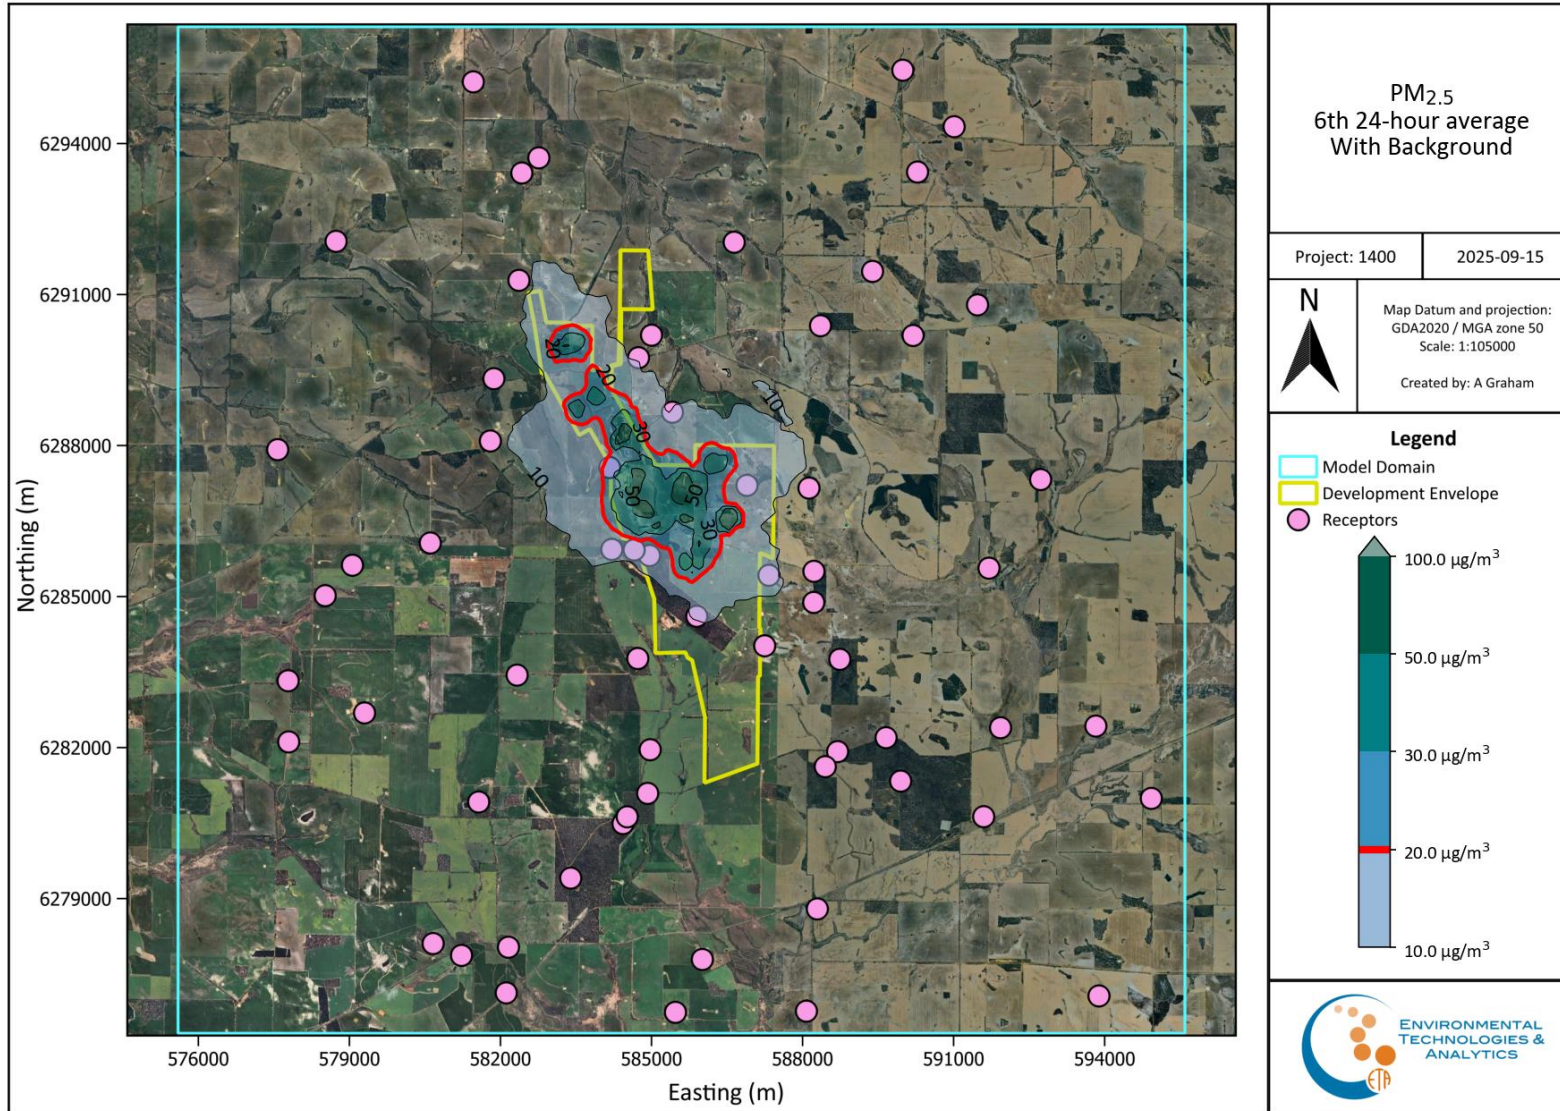 PM2.5
6th 24-hour average
With Background
Project: 1400
2025-09-15
N
Map Datum and projection:
GDA2020 / MGA zone 50
Scale: 1:105000
Created by: A Graham
Legend
Model Domain
Development Envelope
Receptors
100.0 µg/m³
50.0 µg/m³
30.0 µg/m³
20.0 µg/m³
10.0 µg/m³
ENVIRONMENTAL
TECHNOLOGIES &
ANALYTICS
ETA
Northing (m)
6294000
6291000
6288000
6285000
6282000
6279000
576000
579000
582000
585000
588000
591000
594000
Easting (m)
20
20
30
10
10
50
50
30